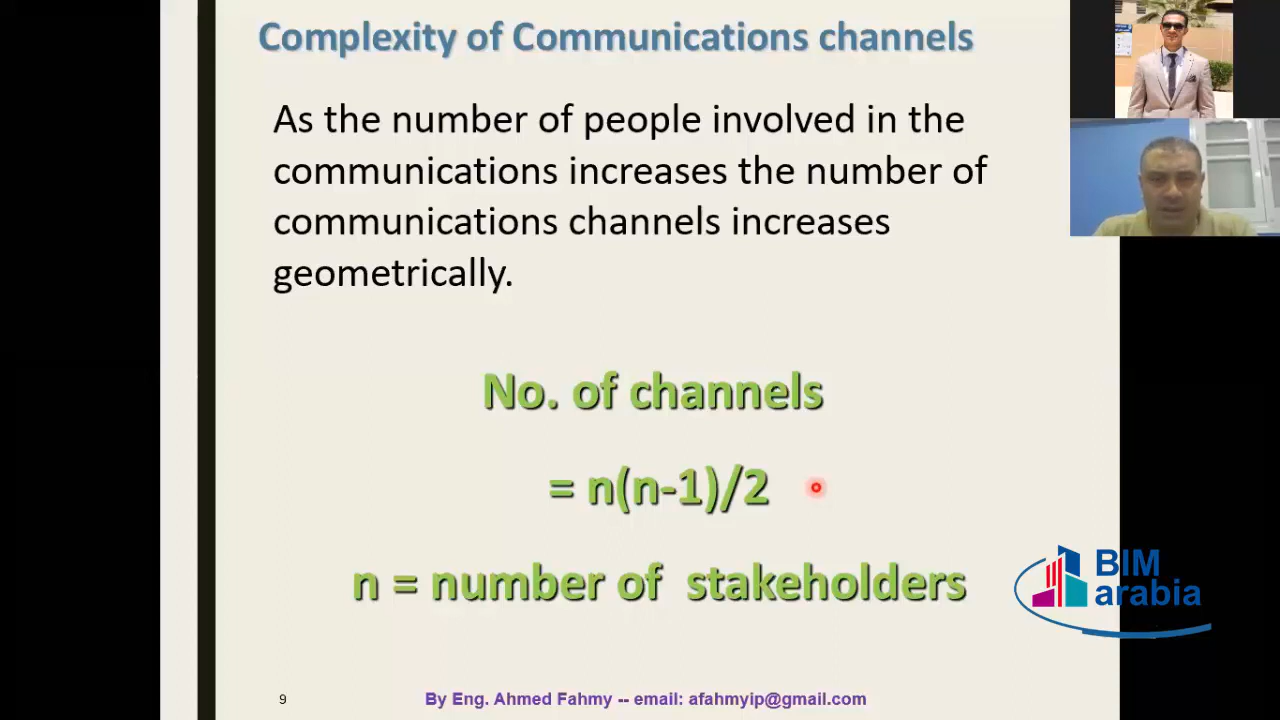 Complexity of Communications channels
As the number of people involved in the
communications increases the number of
communications channels increases
geometrically.
No. of channels
= n(n-1)/2
n = number of stakeholders
BIM
arabia
9
By Eng. Ahmed Fahmy -- email: afahmyip@gmail.com